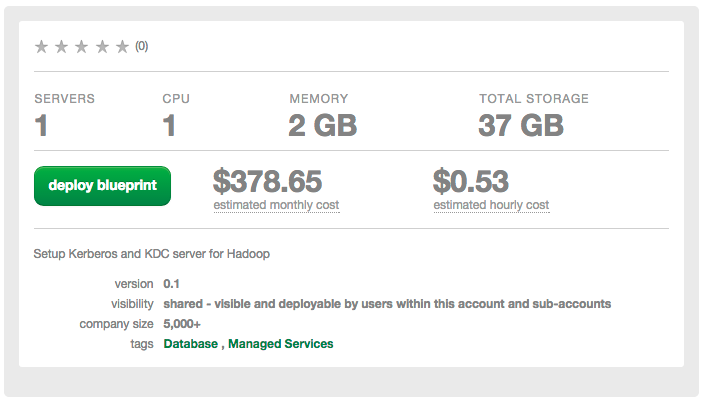 (0)
SERVERS CPU MEMORY TOTAL STORAGE
1 1 2 GB 37 GB
deploy blueprint $378.65 $0.53
estimated monthly cost estimated hourly cost
Setup Kerberos and KDC server for Hadoop
version 0.1
visibility shared - visible and deployable by users within this account and sub-accounts
company size 5,000+
tags Database , Managed Services